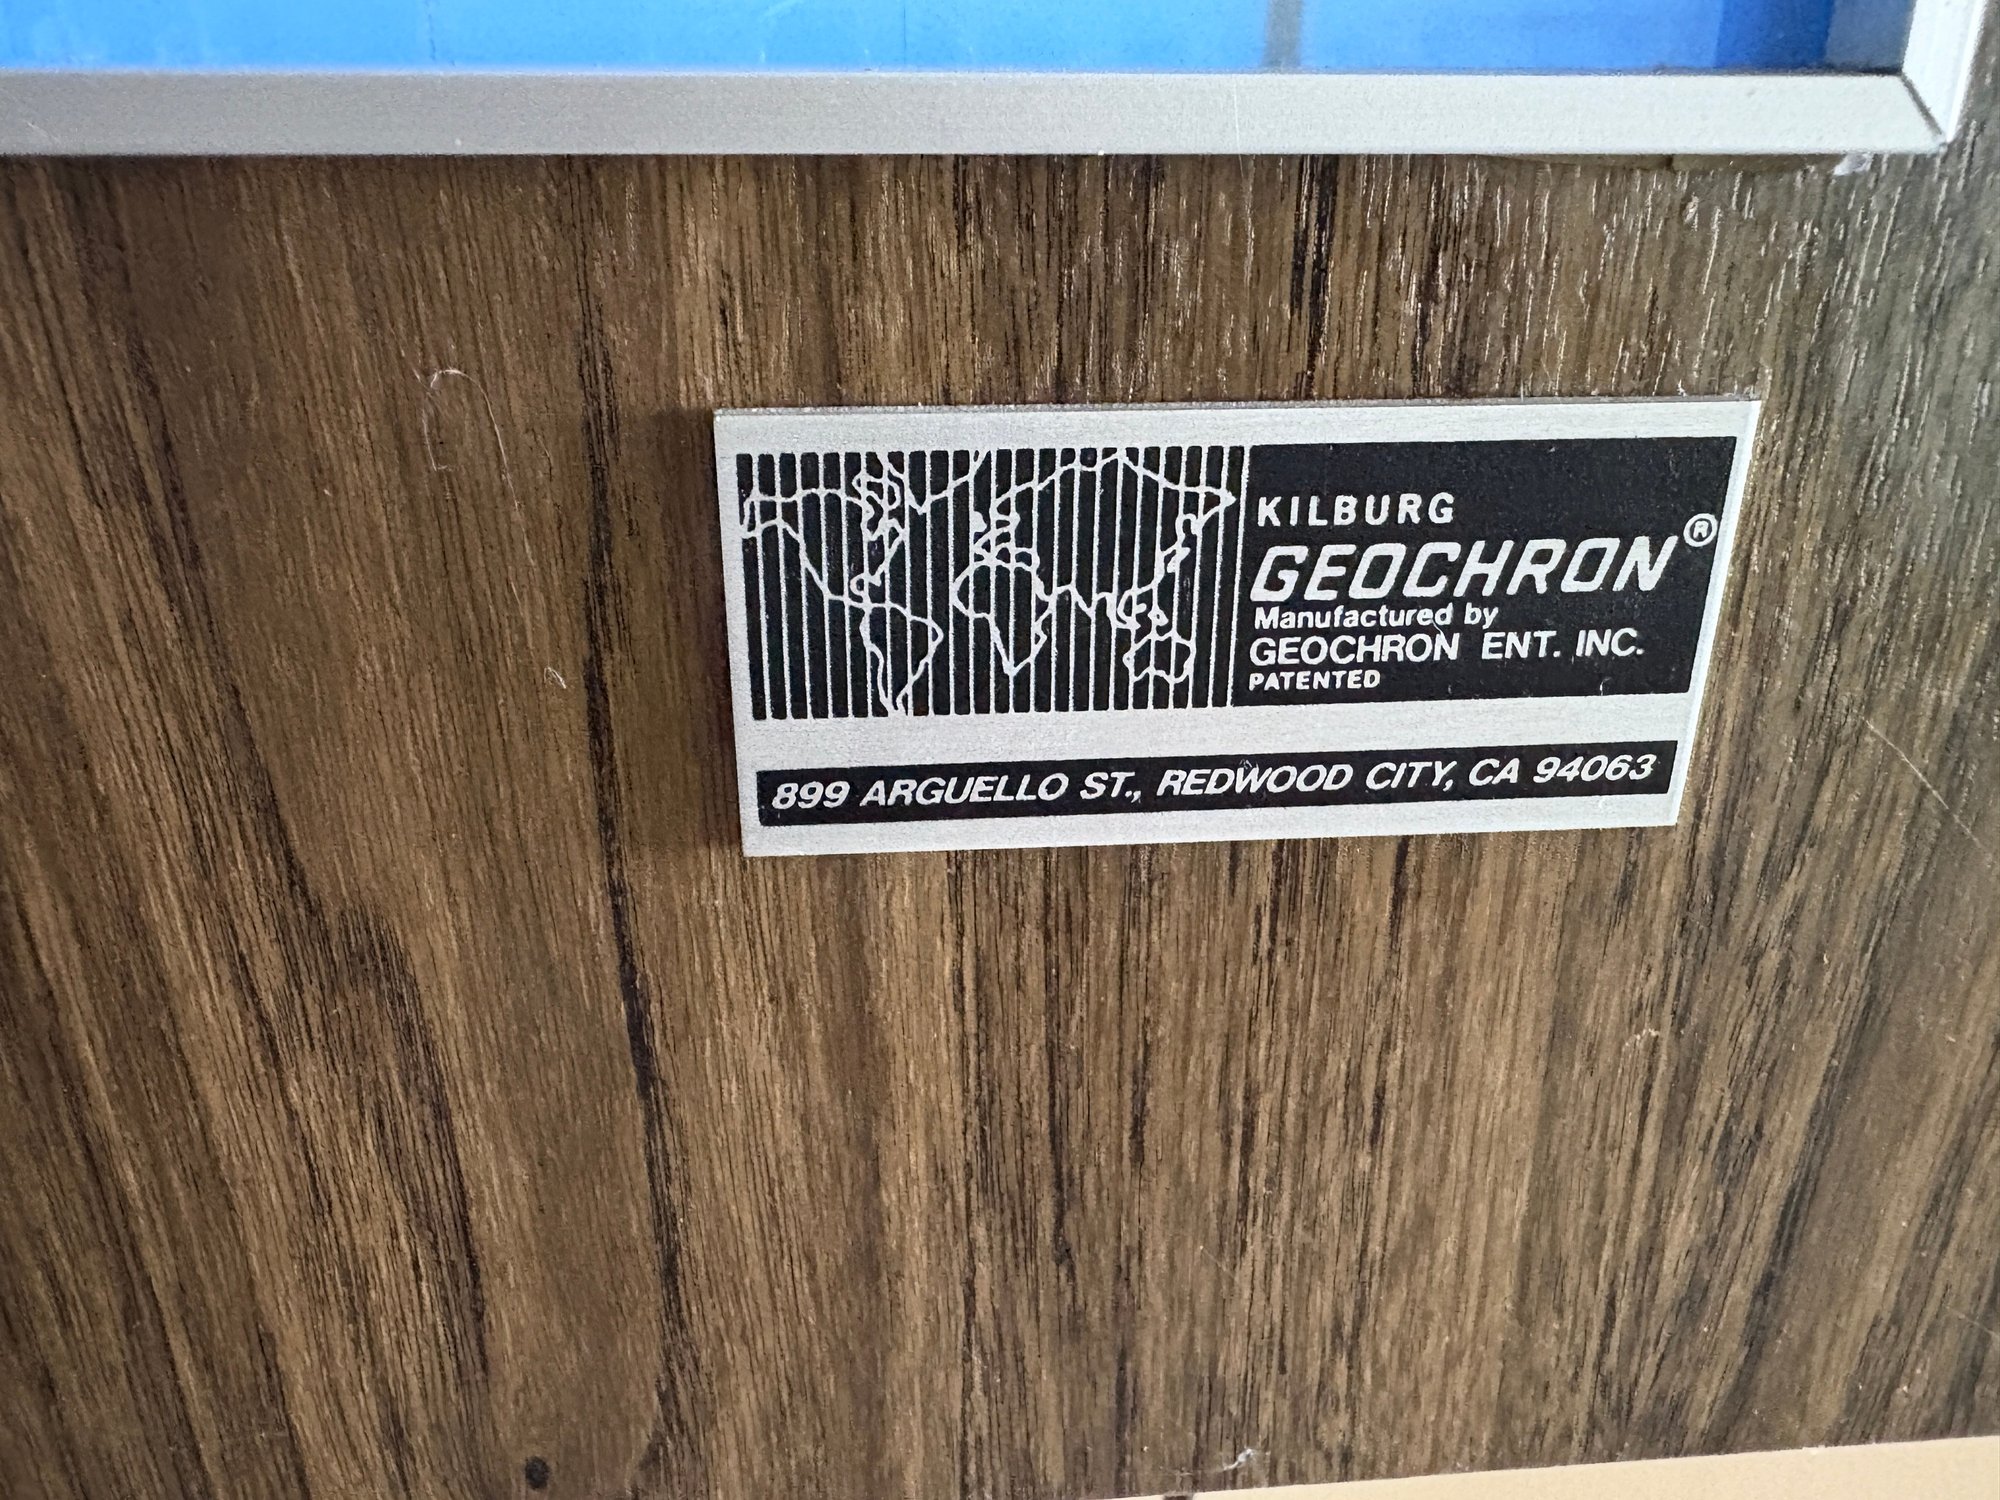 KILBURG
GEOCHRON®
Manufactured by
GEOCHRON ENT. INC.
PATENTED
899 ARGUELLO ST., REDWOOD CITY, CA 94063